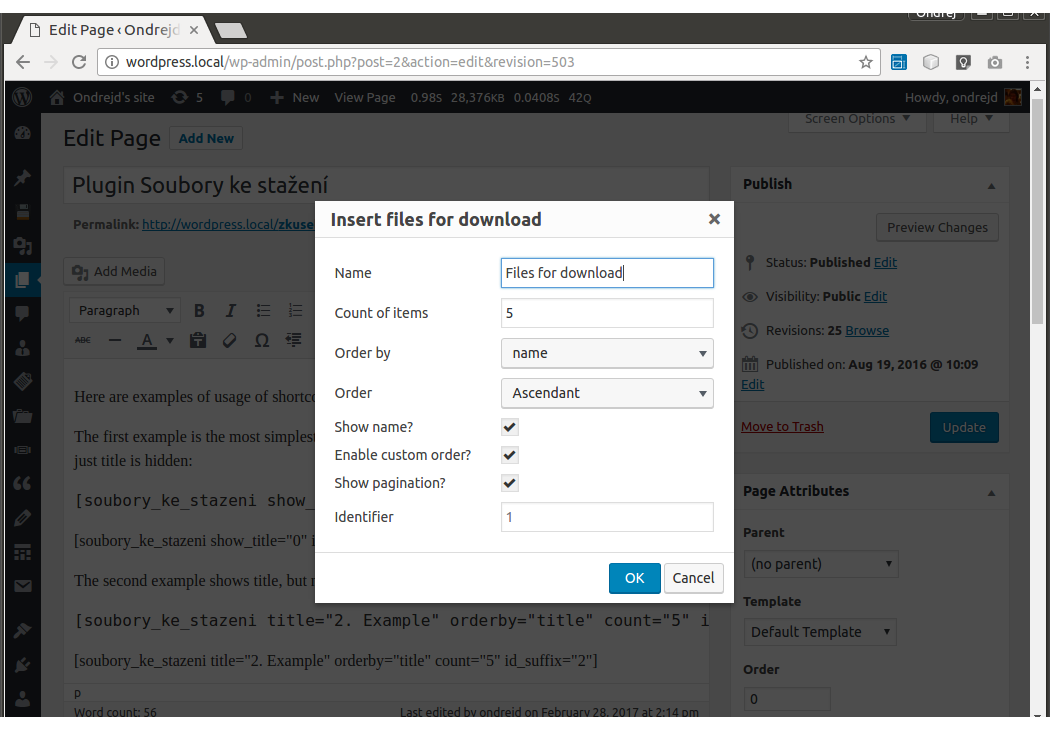 Ondrej
Edit Page ‹ Ondrejd
wordpress.local/wp-admin/post.php?post=2&action=edit&revision=503
Ondrejd's site 5 0 New View Page 0.98S 28,376KB 0.0408S 42Q Howdy, ondrejd
Screen Options Help
Edit Page Add New
Plugin Soubory ke stažení
Permalink: http://wordpress.local/zkuse
Add Media
Paragraph B I
ABC A Ω
Here are examples of usage of shortco
The first example is the most simplest
just title is hidden:
[soubory_ke_stazeni show_
[soubory_ke_stazeni show_title="0" i
The second example shows title, but
[soubory_ke_stazeni title="2. Example" orderby="title" count="5" i
[soubory_ke_stazeni title="2. Example" orderby="title" count="5" id_suffix="2"]
p
Word count: 56 Last edited by ondrejd on February 28, 2017 at 2:14 pm
Insert files for download
Name Files for download
Count of items 5
Order by name
Order Ascendant
Show name?
Enable custom order?
Show pagination?
Identifier 1
OK Cancel
Publish
Preview Changes
Status: Published Edit
Visibility: Public Edit
Revisions: 25 Browse
Published on: Aug 19, 2016 @ 10:09
Edit
Move to Trash Update
Page Attributes
Parent
(no parent)
Template
Default Template
Order
0